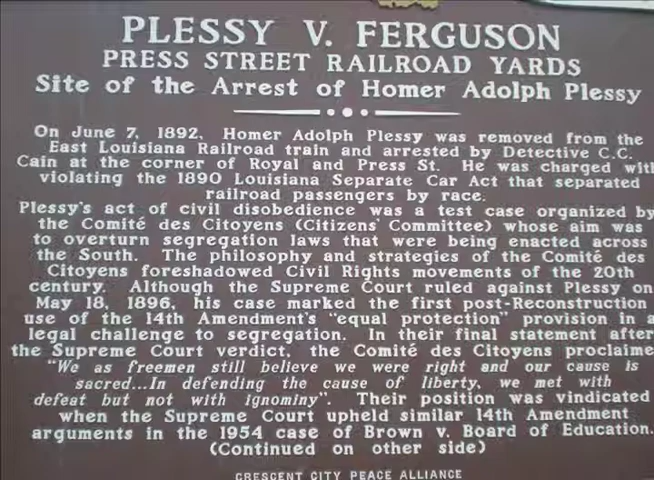 PLESSY V. FERGUSON
PRESS STREET RAILROAD YARDS
Site of the Arrest of Homer Adolph Plessy
On June 7, 1892, Homer Adolph Plessy was removed from the
East Louisiana Railroad train and arrested by Detective C.C.
Cain at the corner of Royal and Press St. He was charged with
violating the 1890 Louisiana Separate Car Act that separated
railroad passengers by race.
Plessy's act of civil disobedience was a test case organized by
the Comité des Citoyens (Citizens' Committee) whose aim was
to overturn segregation laws that were being enacted across
the South. The philosophy and strategies of the Comité des
Citoyens foreshadowed Civil Rights movements of the 20th
century. Although the Supreme Court ruled against Plessy on
May 18, 1896, his case marked the first post-Reconstruction
use of the 14th Amendment's "equal protection" provision in a
legal challenge to segregation. In their final statement after
the Supreme Court verdict, the Comité des Citoyens proclaime
"We as freemen still believe we were right and our cause is
sacred...In defending the cause of liberty, we met with
defeat but not with ignominy". Their position was vindicated
when the Supreme Court upheld similar 14th Amendment
arguments in the 1954 case of Brown v. Board of Education.
(Continued on other side)
CRESCENT CITY PEACE ALLIANCE